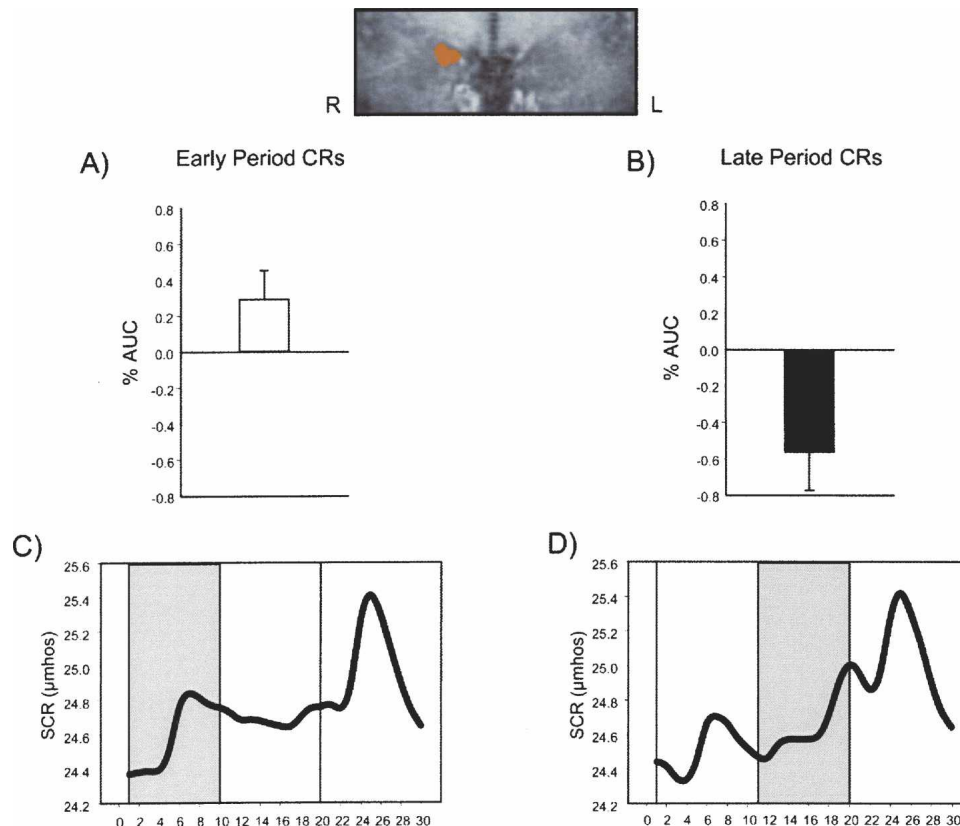 R
L
A)
Early Period CRs
0.8
0.6
0.4
0.2
0.0
-0.2
-0.4
-0.6
-0.8
% AUC
B)
Late Period CRs
0.8
0.6
0.4
0.2
0.0
-0.2
-0.4
-0.6
-0.8
% AUC
C)
25.6
25.4
25.2
25.0
24.8
24.6
24.4
24.2
SCR (µmhos)
0 2 4 6 8 10 12 14 16 18 20 22 24 26 28 30
D)
25.6
25.4
25.2
25.0
24.8
24.6
24.4
24.2
SCR (µmhos)
0 2 4 6 8 10 12 14 16 18 20 22 24 26 28 30